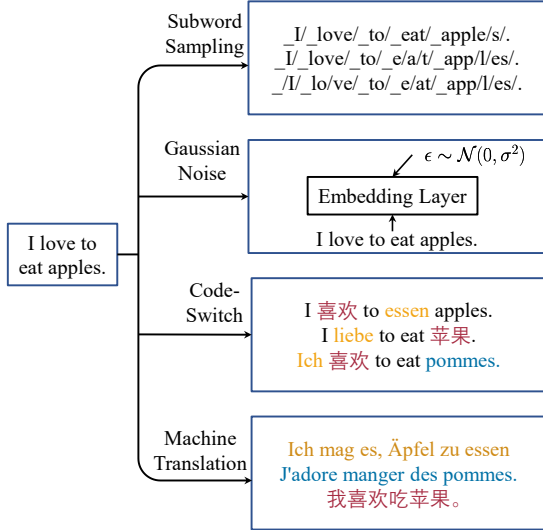 I love to
eat apples.
Subword
Sampling
_I/_love/_to/_eat/_apple/s/.
_I/_love/_to/_e/a/t/_app/l/es/.
_/I/_lo/ve/_to/_e/at/_app/l/es/.
Gaussian
Noise
ϵ ∼ 𝒩(0, σ²)
Embedding Layer
I love to eat apples.
Code-
Switch
I 喜欢 to essen apples.
I liebe to eat 苹果.
Ich 喜欢 to eat pommes.
Machine
Translation
Ich mag es, Äpfel zu essen
J'adore manger des pommes.
我喜欢吃苹果。